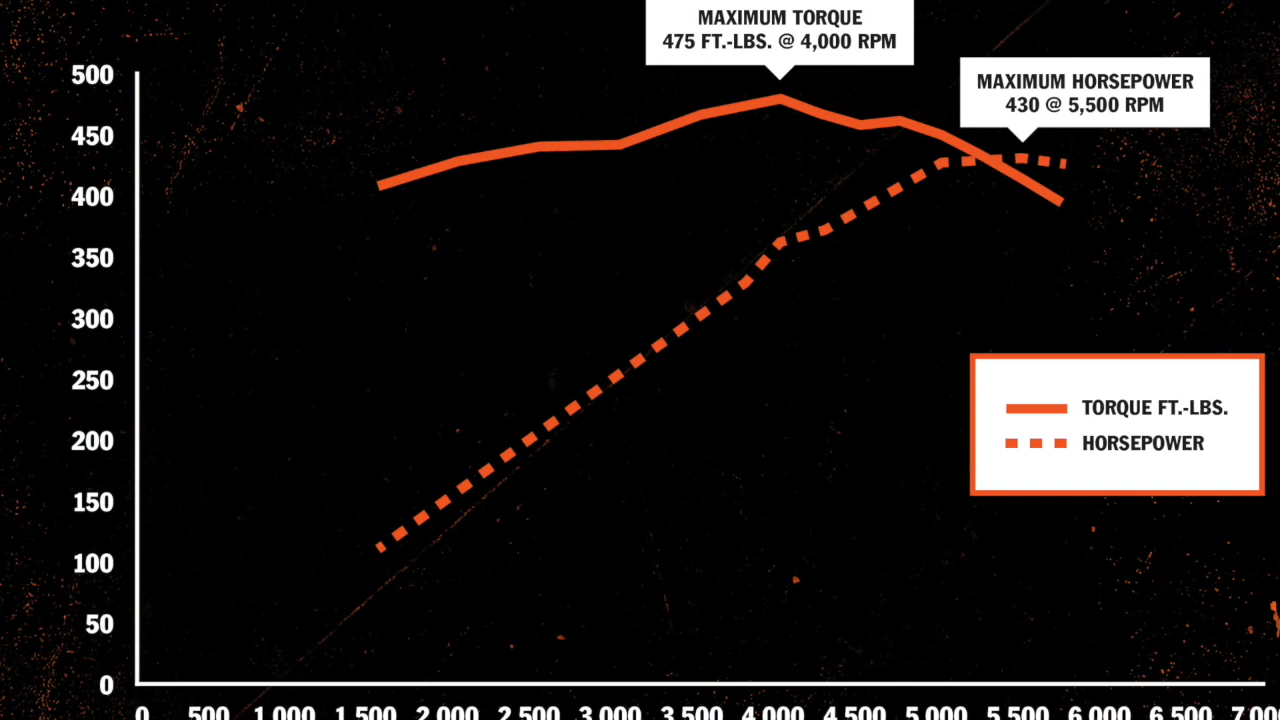 MAXIMUM TORQUE
475 FT.-LBS. @ 4,000 RPM
MAXIMUM HORSEPOWER
430 @ 5,500 RPM
500
450
400
350
300
250
200
150
100
50
0
TORQUE FT.-LBS.
HORSEPOWER
0 500 1,000 1,500 2,000 2,500 3,000 3,500 4,000 4,500 5,000 5,500 6,000 6,500